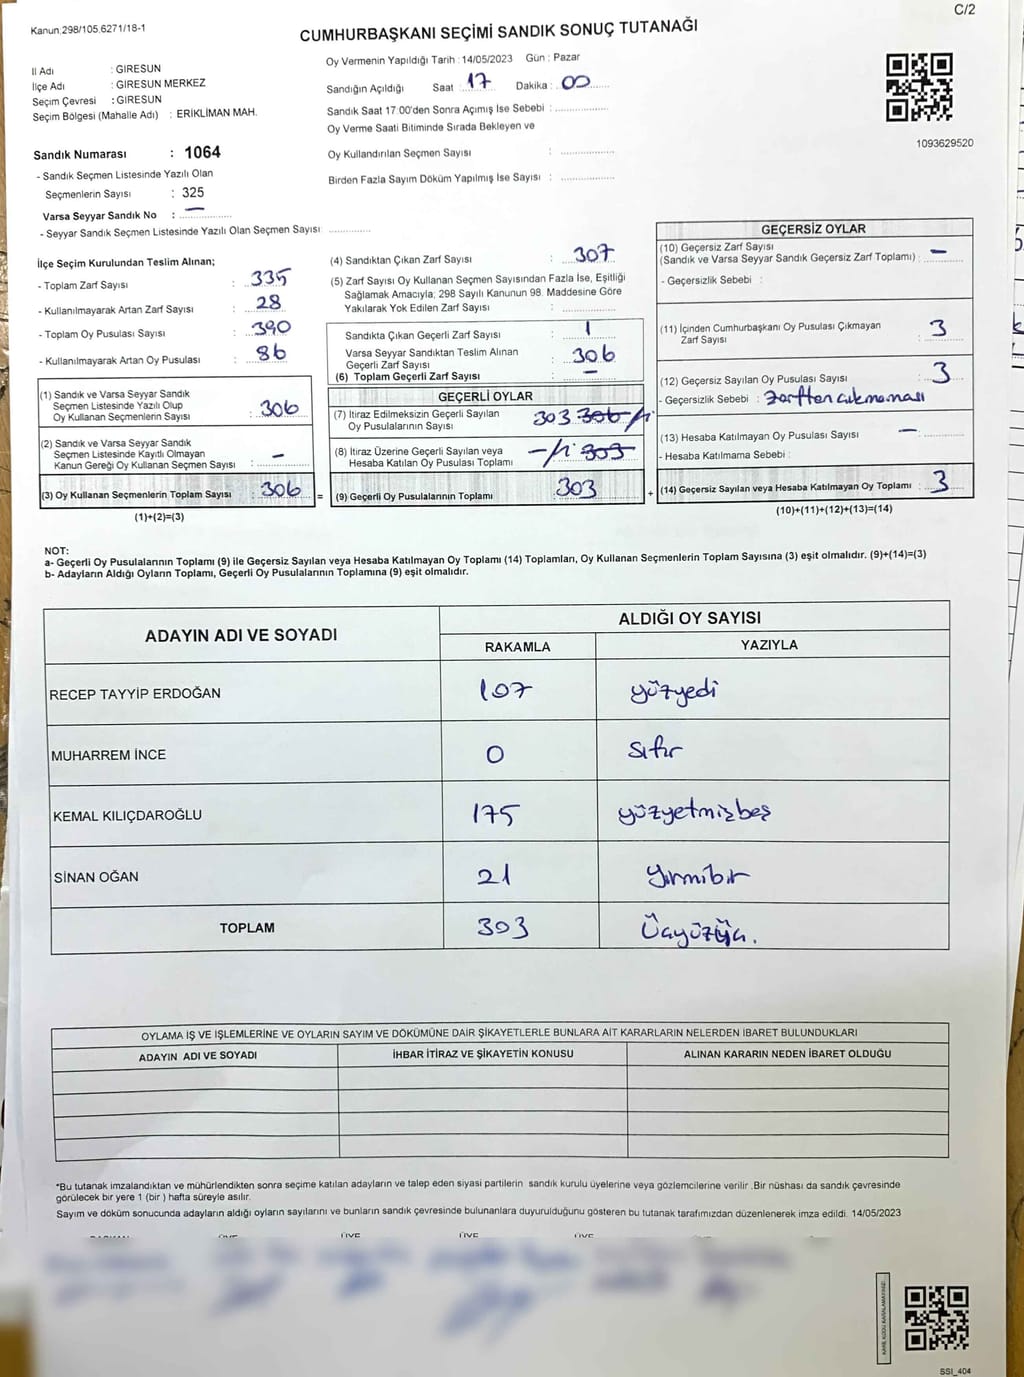 C/2
Kanun,298/105,6271/18-1
CUMHURBAŞKANI SEÇİMİ SANDIK SONUÇ TUTANAĞI
İl Adı : GİRESUN
İlçe Adı : GİRESUN MERKEZ
Seçim Çevresi : GİRESUN
Seçim Bölgesi (Mahalle Adı) : ERİKLİMAN MAH.
Sandık Numarası : 1064
- Sandık Seçmen Listesinde Yazılı Olan
Seçmenlerin Sayısı : 325
Varsa Seyyar Sandık No : —
- Seyyar Sandık Seçmen Listesinde Yazılı Olan Seçmen Sayısı :
Oy Vermenin Yapıldığı Tarih : 14/05/2023 Gün : Pazar
Sandığın Açıldığı Saat : 17 Dakika : 00
Sandık Saat 17:00'den Sonra Açımış İse Sebebi :
Oy Verme Saati Bitiminde Sırada Bekleyen ve
Oy Kullandırılan Seçmen Sayısı :
Birden Fazla Sayım Döküm Yapılmış İse Sayısı :
1093629520
İlçe Seçim Kurulundan Teslim Alınan;
- Toplam Zarf Sayısı : 335
- Kullanılmayarak Artan Zarf Sayısı : 28
- Toplam Oy Pusulası Sayısı : 390
- Kullanılmayarak Artan Oy Pusulası : 86
(1) Sandık ve Varsa Seyyar Sandık
Seçmen Listesinde Yazılı Olup
Oy Kullanan Seçmenlerin Sayısı : 306
(2) Sandık ve Varsa Seyyar Sandık
Seçmen Listesinde Kayıtlı Olmayan
Kanun Gereği Oy Kullanan Seçmen Sayısı : —
(3) Oy Kullanan Seçmenlerin Toplam Sayısı : 306 =
(1)+(2)=(3)
(4) Sandıktan Çıkan Zarf Sayısı : 307
(5) Zarf Sayısı Oy Kullanan Seçmen Sayısından Fazla İse, Eşitliği
Sağlamak Amacıyla; 298 Sayılı Kanunun 98. Maddesine Göre
Yakılarak Yok Edilen Zarf Sayısı :
Sandıkta Çıkan Geçerli Zarf Sayısı : 1
Varsa Seyyar Sandıktan Teslim Alınan
Geçerli Zarf Sayısı : 306
(6) Toplam Geçerli Zarf Sayısı : —
GEÇERLİ OYLAR
(7) İtiraz Edilmeksizin Geçerli Sayılan
Oy Pusulalarının Sayısı : 303 306
(8) İtiraz Üzerine Geçerli Sayılan veya
Hesaba Katılan Oy Pusulası Toplamı : — 303
(9) Geçerli Oy Pusulalarının Toplamı : 303 +
GEÇERSİZ OYLAR
(10) Geçersiz Zarf Sayısı
(Sandık ve Varsa Seyyar Sandık Geçersiz Zarf Toplamı) : —
- Geçersizlik Sebebi :
(11) İçinden Cumhurbaşkanı Oy Pusulası Çıkmayan
Zarf Sayısı : 3
(12) Geçersiz Sayılan Oy Pusulası Sayısı : 3
- Geçersizlik Sebebi : zarftan çıkmaması
(13) Hesaba Katılmayan Oy Pusulası Sayısı : —
- Hesaba Katılmama Sebebi :
(14) Geçersiz Sayılan veya Hesaba Katılmayan Oy Toplamı : 3
(10)+(11)+(12)+(13)=(14)
NOT:
a- Geçerli Oy Pusulalarının Toplamı (9) ile Geçersiz Sayılan veya Hesaba Katılmayan Oy Toplamı (14) Toplamları, Oy Kullanan Seçmenlerin Toplam Sayısına (3) eşit olmalıdır. (9)+(14)=(3)
b- Adayların Aldığı Oyların Toplamı, Geçerli Oy Pusulalarının Toplamına (9) eşit olmalıdır.
ADAYIN ADI VE SOYADI
ALDIĞI OY SAYISI
RAKAMLA YAZIYLA
RECEP TAYYİP ERDOĞAN 107 yüzyedi
MUHARREM İNCE 0 sıfır
KEMAL KILIÇDAROĞLU 175 yüzyetmişbeş
SİNAN OĞAN 21 yirmibir
TOPLAM 303 Üçyüzüç.
OYLAMA İŞ VE İŞLEMLERİNE VE OYLARIN SAYIM VE DÖKÜMÜNE DAİR ŞİKAYETLERLE BUNLARA AİT KARARLARIN NELERDEN İBARET BULUNDUKLARI
ADAYIN ADI VE SOYADI İHBAR İTİRAZ VE ŞİKAYETİN KONUSU ALINAN KARARIN NEDEN İBARET OLDUĞU
*Bu tutanak imzalandıktan ve mühürlendikten sonra seçime katılan adayların ve talep eden siyasi partilerin sandık kurulu üyelerine veya gözlemcilerine verilir .Bir nüshası da sandık çevresinde
görülecek bir yere 1 (bir ) hafta süreyle asılır.
Sayım ve döküm sonucunda adayların aldığı oyların sayılarını ve bunların sandık çevresinde bulunanlara duyurulduğunu gösteren bu tutanak tarafımızdan düzenlenerek imza edildi. 14/05/2023
BAŞKAN ÜYE ÜYE ÜYE ÜYE
SSI_404